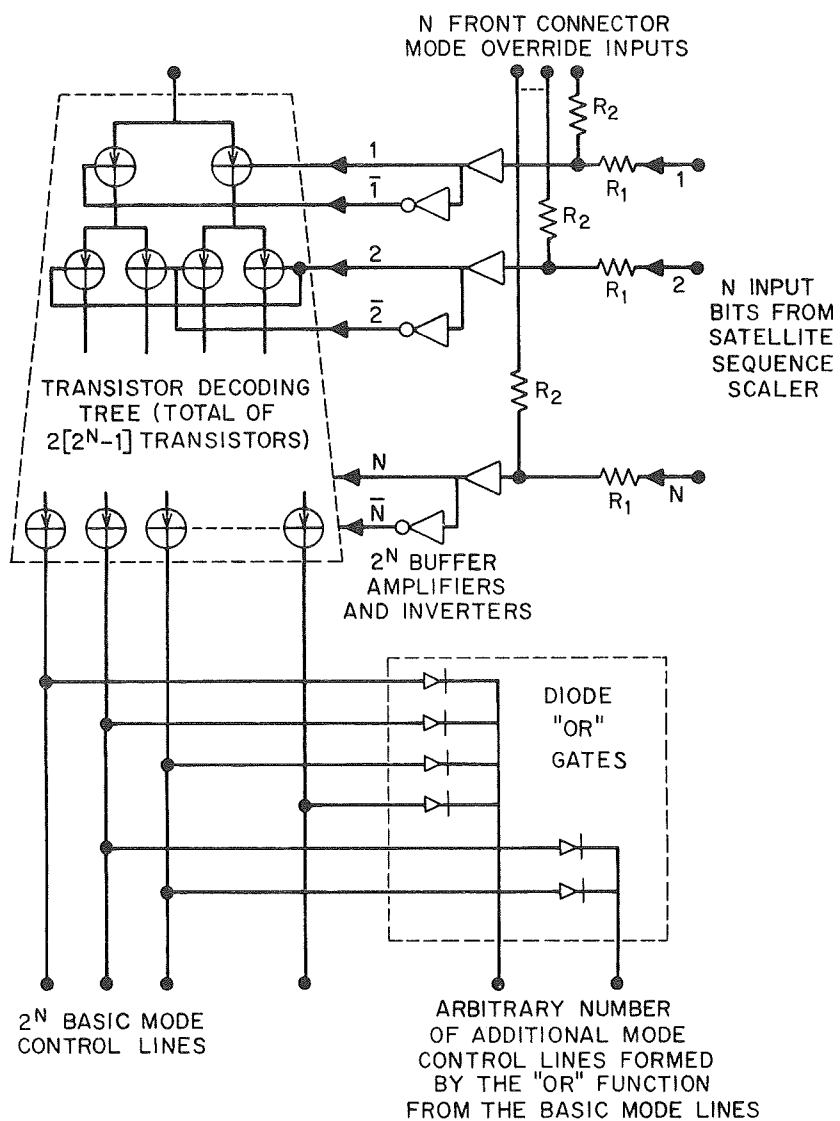 N FRONT CONNECTOR
MODE OVERRIDE INPUTS
R2
1
R1
1
1̅
R2
2
R1
2
2̅
N INPUT
BITS FROM
SATELLITE
SEQUENCE
SCALER
TRANSISTOR DECODING
TREE (TOTAL OF
2[2^N-1] TRANSISTORS)
R2
N
R1
N
N̅
2^N BUFFER
AMPLIFIERS
AND INVERTERS
DIODE
"OR"
GATES
2^N BASIC MODE
CONTROL LINES
ARBITRARY NUMBER
OF ADDITIONAL MODE
CONTROL LINES FORMED
BY THE "OR" FUNCTION
FROM THE BASIC MODE LINES